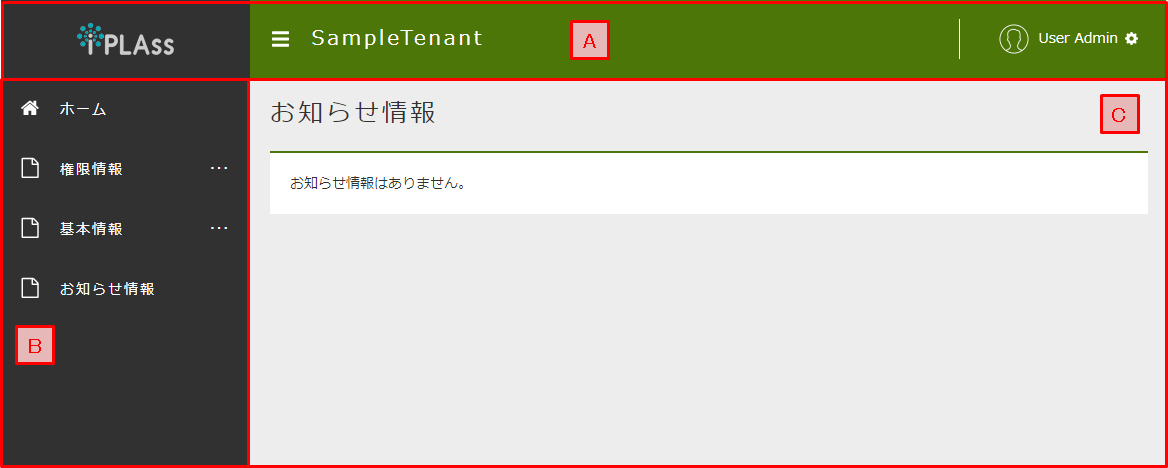 iPLAss
SampleTenant
A
User Admin
ホーム
権限情報 ...
基本情報 ...
お知らせ情報
B
お知らせ情報
C
お知らせ情報はありません。